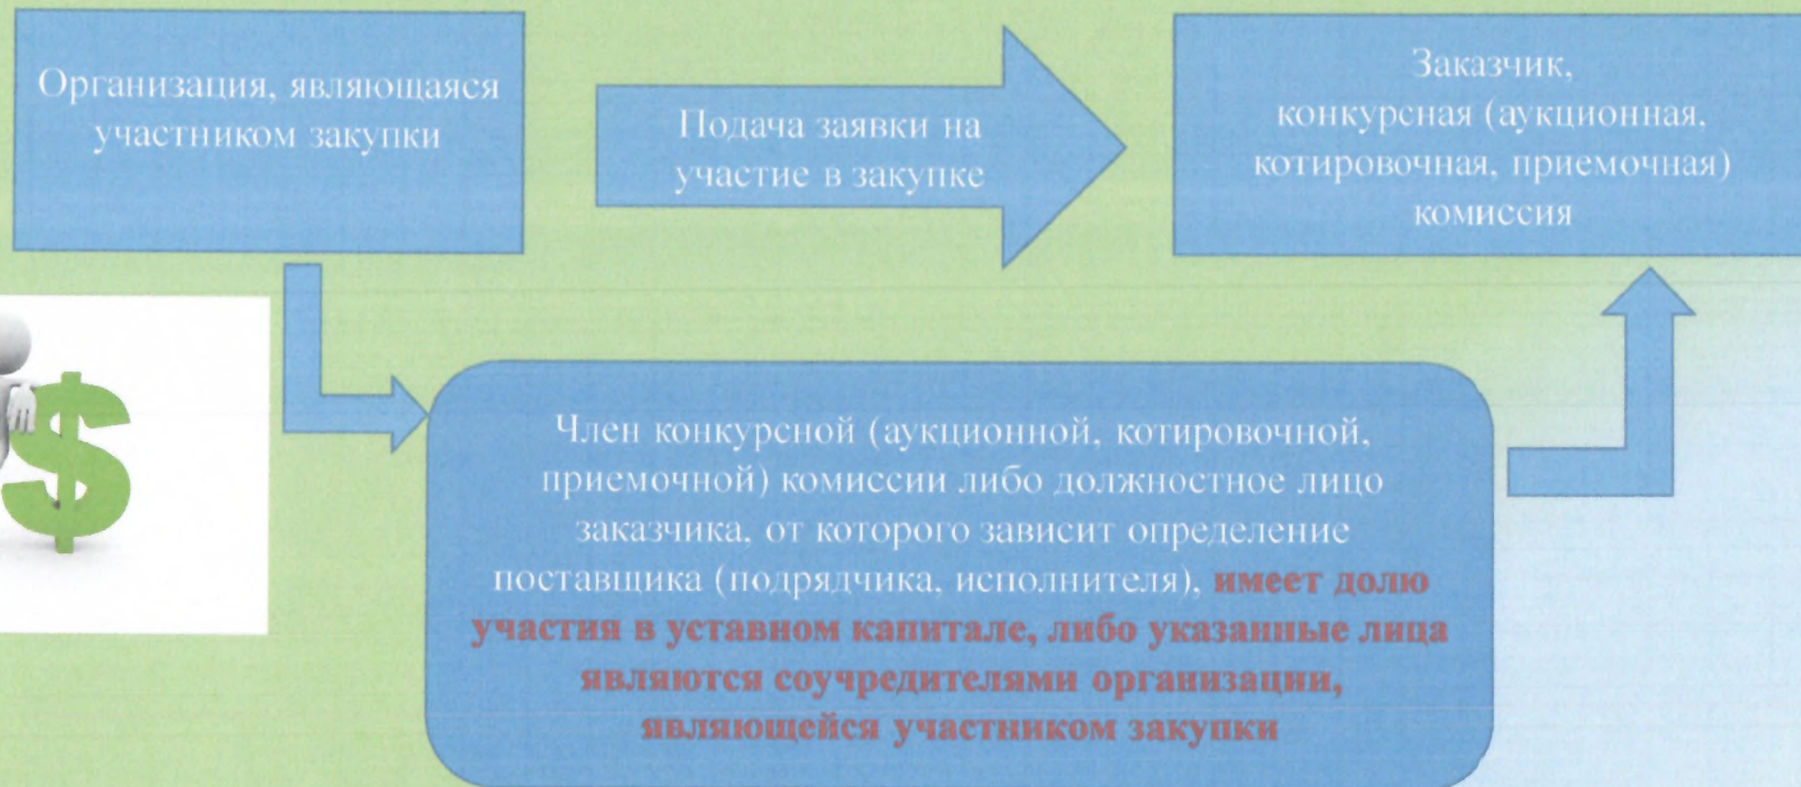 Организация, являющаяся
участником закупки
Подача заявки на
участие в закупке
Заказчик,
конкурсная (аукционная,
котировочная, приемочная)
комиссия
Член конкурсной (аукционной, котировочной,
приемочной) комиссии либо должностное лицо
заказчика, от которого зависит определение
поставщика (подрядчика, исполнителя), имеет долю
участия в уставном капитале, либо указанные лица
являются соучредителями организации,
являющейся участником закупки